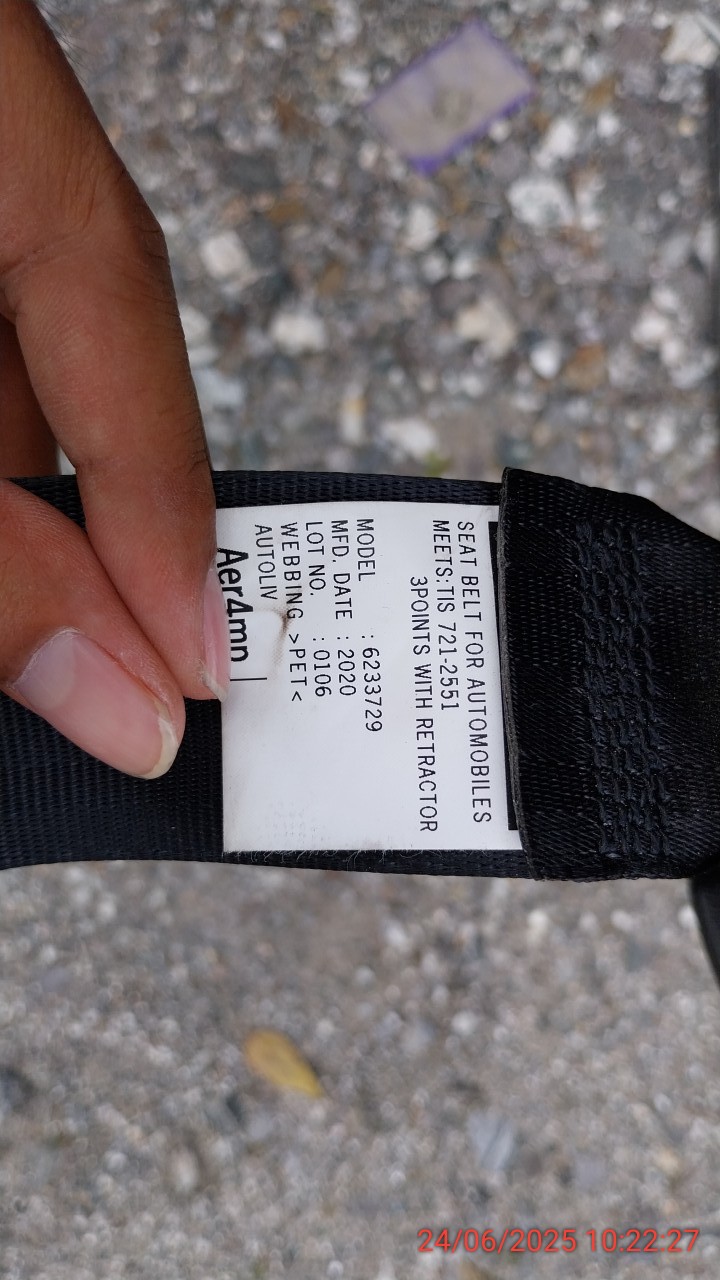 SEAT BELT FOR AUTOMOBILES
MEETS:TIS 721-2551
3POINTS WITH RETRACTOR
MODEL : 6233729
MFD. DATE : 2020
LOT NO. : 0106
WEBBING >PET<
AUTOLIV
Aer4mp
24/06/2025 10:22:27